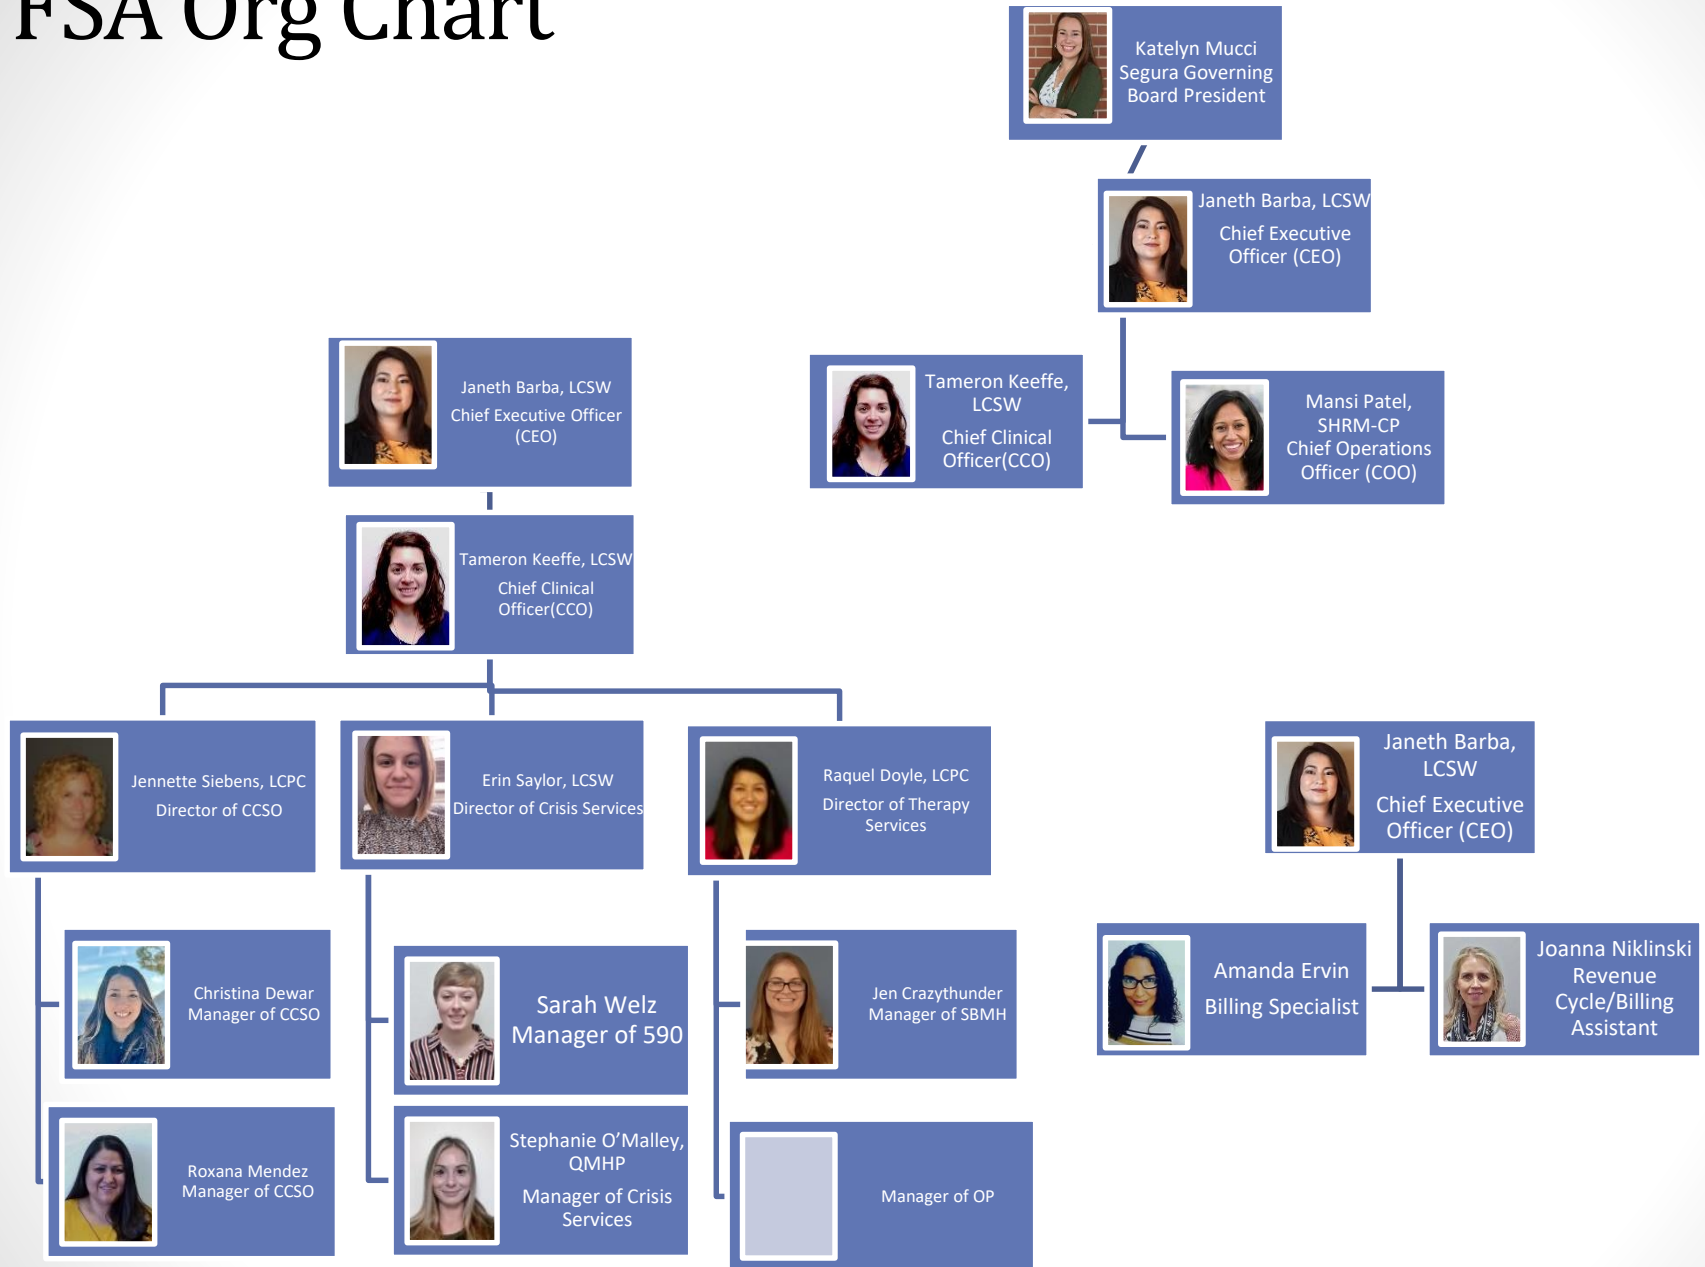 FSA Org Chart
Katelyn Mucci
Segura Governing
Board President
Janeth Barba, LCSW
Chief Executive
Officer (CEO)
Tameron Keeffe,
LCSW
Chief Clinical
Officer(CCO)
Mansi Patel,
SHRM-CP
Chief Operations
Officer (COO)
Janeth Barba, LCSW
Chief Executive Officer
(CEO)
Tameron Keeffe, LCSW
Chief Clinical
Officer(CCO)
Jennette Siebens, LCPC
Director of CCSO
Erin Saylor, LCSW
Director of Crisis Services
Raquel Doyle, LCPC
Director of Therapy
Services
Christina Dewar
Manager of CCSO
Sarah Welz
Manager of 590
Jen Crazythunder
Manager of SBMH
Roxana Mendez
Manager of CCSO
Stephanie O’Malley,
QMHP
Manager of Crisis
Services
Manager of OP
Janeth Barba,
LCSW
Chief Executive
Officer (CEO)
Amanda Ervin
Billing Specialist
Joanna Niklinski
Revenue
Cycle/Billing
Assistant